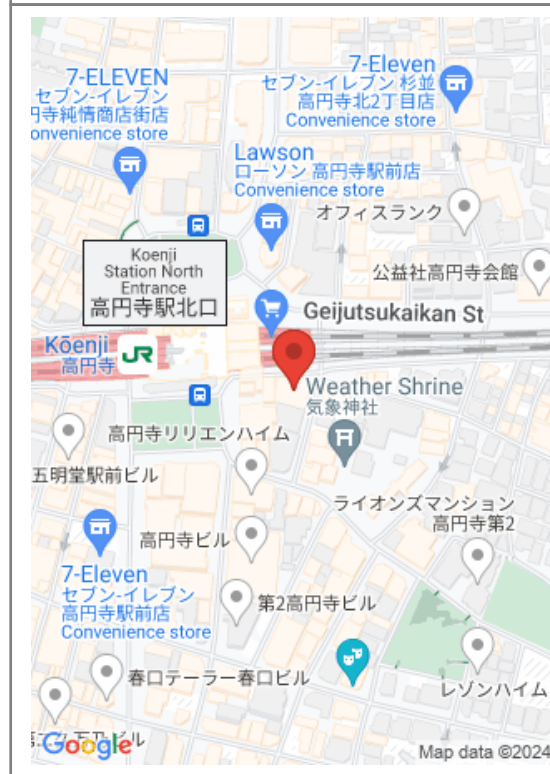 7-ELEVEN
セブン-イレブン
円寺純情商店街店
onvenience store
7-Eleven
セブン-イレブン 杉並
高円寺北2丁目店
Convenience store
Lawson
ローソン 高円寺駅前店
Convenience store
オフィスランク
Koenji
Station North
Entrance
高円寺駅北口
公益社高円寺会館
Geijutsukaikan St
Kōenji
高円寺
JR
Weather Shrine
気象神社
高円寺リリエンハイム
五明堂駅前ビル
ライオンズマンション
高円寺第2
高円寺ビル
7-Eleven
セブン-イレブン
高円寺駅前店
Convenience store
第2高円寺ビル
春口テーラー春口ビル
レゾンハイム
Google
Map data ©2024